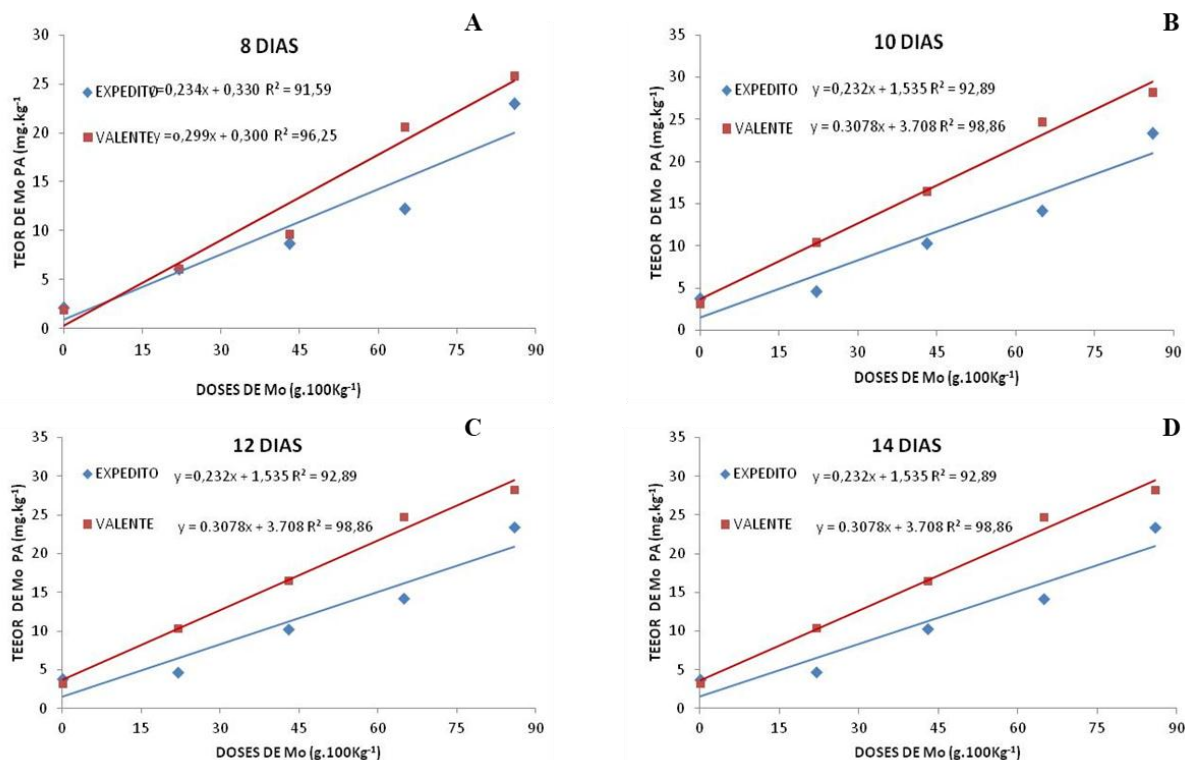 A
8 DIAS
TEOR DE Mo PA (mg.kg⁻¹)
30
25
20
15
10
5
0
EXPEDITO y=0,234x + 0,330 R² = 91,59
VALENTE y = o,299x + 0,300 R² =96,25
0 15 30 45 60 75 90
DOSES DE Mo (g.100Kg⁻¹)
B
10 DIAS
TEEOR DE Mo PA (mg.kg⁻¹)
35
30
25
20
15
10
5
0
EXPEDITO y =0,232x + 1,535 R² = 92,89
VALENTE y = 0.3078x + 3.708 R² = 98,86
0 15 30 45 60 75 90
DOSES DE Mo (g.100Kg⁻¹)
C
12 DIAS
TEEOR DE Mo PA (mg.kg⁻¹)
35
30
25
20
15
10
5
0
EXPEDITO y =0,232x + 1,535 R² = 92,89
VALENTE y = 0.3078x + 3.708 R² = 98,86
0 15 30 45 60 75 90
DOSES DE Mo (g.100Kg⁻¹)
D
14 DIAS
TEEOR DE Mo PA (mg.kg⁻¹)
35
30
25
20
15
10
5
0
EXPEDITO y =0,232x + 1,535 R² = 92,89
VALENTE y = 0.3078x + 3.708 R² = 98,86
0 15 30 45 60 75 90
DOSES DE Mo (g.100Kg⁻¹)